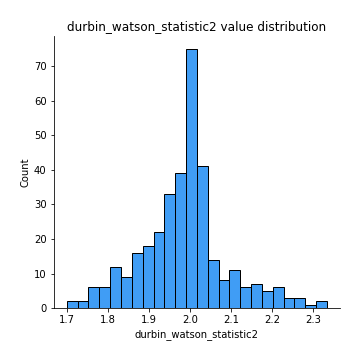 durbin_watson_statistic2 value distribution
Count
70
60
50
40
30
20
10
0
1.7 1.8 1.9 2.0 2.1 2.2 2.3
durbin_watson_statistic2